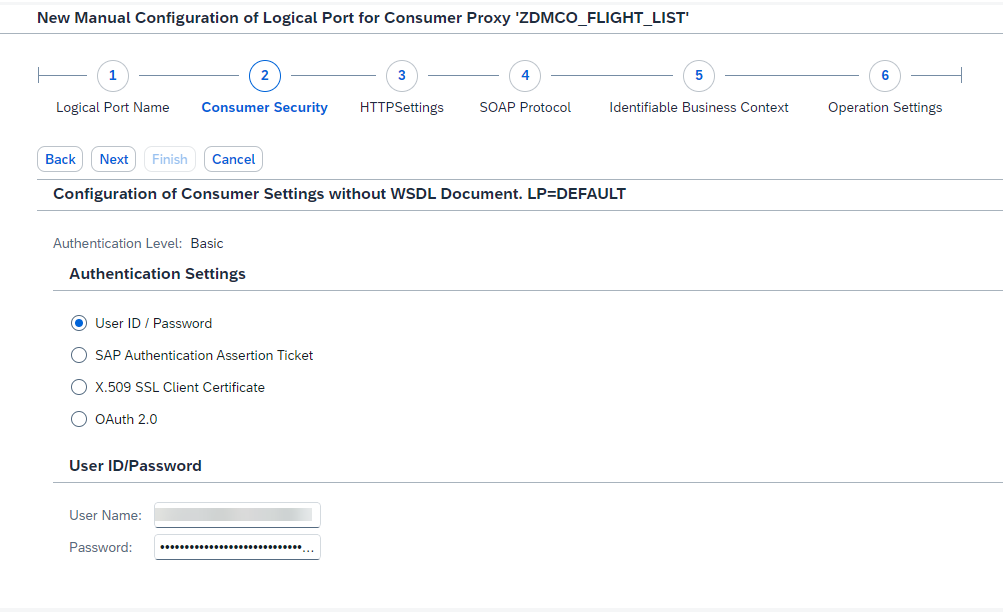 New Manual Configuration of Logical Port for Consumer Proxy 'ZDMCO_FLIGHT_LIST'
1 2 3 4 5 6
Logical Port Name Consumer Security HTTPSettings SOAP Protocol Identifiable Business Context Operation Settings
Back Next Finish Cancel
Configuration of Consumer Settings without WSDL Document. LP=DEFAULT
Authentication Level: Basic
Authentication Settings
User ID / Password
SAP Authentication Assertion Ticket
X.509 SSL Client Certificate
OAuth 2.0
User ID/Password
User Name:
Password: ••••••••••••••••••••••••••••••...